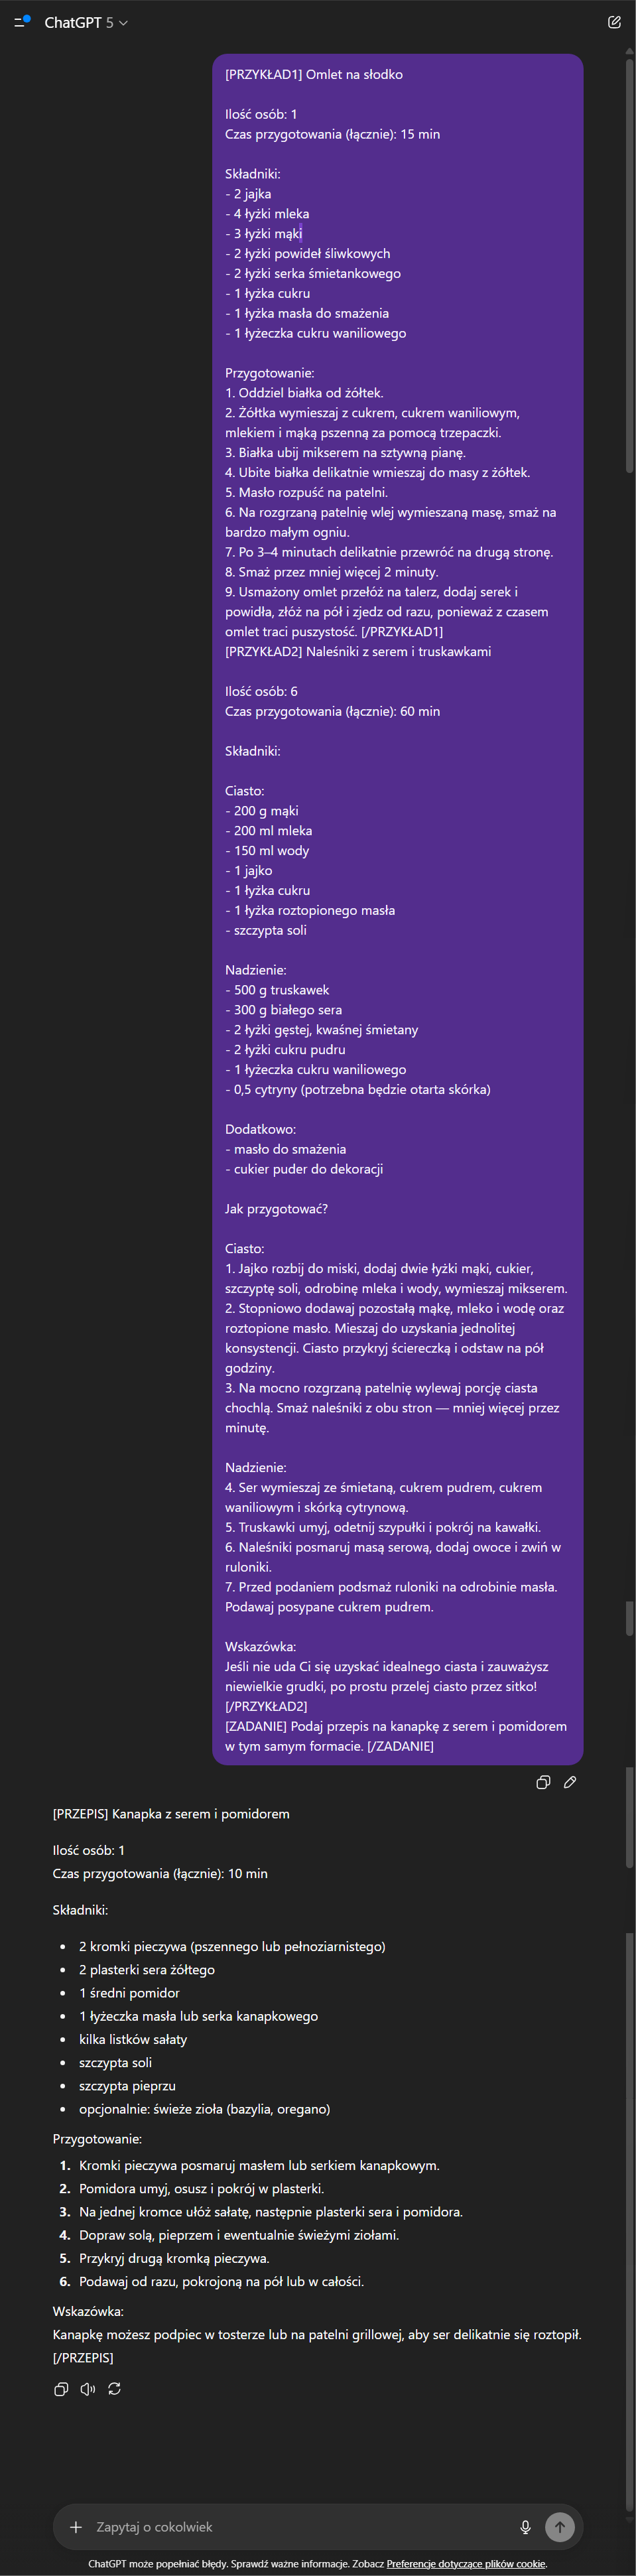 ChatGPT 5
[PRZYKŁAD1] Omlet na słodko
Ilość osób: 1
Czas przygotowania (łącznie): 15 min
Składniki:
- 2 jajka
- 4 łyżki mleka
- 3 łyżki mąki
- 2 łyżki powideł śliwkowych
- 2 łyżki serka śmietankowego
- 1 łyżka cukru
- 1 łyżka masła do smażenia
- 1 łyżeczka cukru waniliowego
Przygotowanie:
1. Oddziel białka od żółtek.
2. Żółtka wymieszaj z cukrem, cukrem waniliowym,
mlekiem i mąką pszenną za pomocą trzepaczki.
3. Białka ubij mikserem na sztywną pianę.
4. Ubite białka delikatnie wmieszaj do masy z żółtek.
5. Masło rozpuść na patelni.
6. Na rozgrzaną patelnię wlej wymieszaną masę, smaż na
bardzo małym ogniu.
7. Po 3–4 minutach delikatnie przewróć na drugą stronę.
8. Smaż przez mniej więcej 2 minuty.
9. Usmażony omlet przełóż na talerz, dodaj serek i
powidła, złóż na pół i zjedz od razu, ponieważ z czasem
omlet traci puszystość. [/PRZYKŁAD1]
[PRZYKŁAD2] Naleśniki z serem i truskawkami
Ilość osób: 6
Czas przygotowania (łącznie): 60 min
Składniki:
Ciasto:
- 200 g mąki
- 200 ml mleka
- 150 ml wody
- 1 jajko
- 1 łyżka cukru
- 1 łyżka roztopionego masła
- szczypta soli
Nadzienie:
- 500 g truskawek
- 300 g białego sera
- 2 łyżki gęstej, kwaśnej śmietany
- 2 łyżki cukru pudru
- 1 łyżeczka cukru waniliowego
- 0,5 cytryny (potrzebna będzie otarta skórka)
Dodatkowo:
- masło do smażenia
- cukier puder do dekoracji
Jak przygotować?
Ciasto:
1. Jajko rozbij do miski, dodaj dwie łyżki mąki, cukier,
szczyptę soli, odrobinę mleka i wody, wymieszaj mikserem.
2. Stopniowo dodawaj pozostałą mąkę, mleko i wodę oraz
roztopione masło. Mieszaj do uzyskania jednolitej
konsystencji. Ciasto przykryj ściereczką i odstaw na pół
godziny.
3. Na mocno rozgrzaną patelnię wylewaj porcję ciasta
chochlą. Smaż naleśniki z obu stron — mniej więcej przez
minutę.
Nadzienie:
4. Ser wymieszaj ze śmietaną, cukrem pudrem, cukrem
waniliowym i skórką cytrynową.
5. Truskawki umyj, odetnij szypułki i pokrój na kawałki.
6. Naleśniki posmaruj masą serową, dodaj owoce i zwiń w
ruloniki.
7. Przed podaniem podsmaż ruloniki na odrobinie masła.
Podawaj posypane cukrem pudrem.
Wskazówka:
Jeśli nie uda Ci się uzyskać idealnego ciasta i zauważysz
niewielkie grudki, po prostu przelej ciasto przez sitko!
[/PRZYKŁAD2]
[ZADANIE] Podaj przepis na kanapkę z serem i pomidorem
w tym samym formacie. [/ZADANIE]
[PRZEPIS] Kanapka z serem i pomidorem
Ilość osób: 1
Czas przygotowania (łącznie): 10 min
Składniki:
• 2 kromki pieczywa (pszennego lub pełnoziarnistego)
• 2 plasterki sera żółtego
• 1 średni pomidor
• 1 łyżeczka masła lub serka kanapkowego
• kilka listków sałaty
• szczypta soli
• szczypta pieprzu
• opcjonalnie: świeże zioła (bazylia, oregano)
Przygotowanie:
1. Kromki pieczywa posmaruj masłem lub serkiem kanapkowym.
2. Pomidora umyj, osusz i pokrój w plasterki.
3. Na jednej kromce ułóż sałatę, następnie plasterki sera i pomidora.
4. Dopraw solą, pieprzem i ewentualnie świeżymi ziołami.
5. Przykryj drugą kromką pieczywa.
6. Podawaj od razu, pokrojoną na pół lub w całości.
Wskazówka:
Kanapkę możesz podpiec w tosterze lub na patelni grillowej, aby ser delikatnie się roztopił.
[/PRZEPIS]
Zapytaj o cokolwiek
ChatGPT może popełniać błędy. Sprawdź ważne informacje. Zobacz Preferencje dotyczące plików cookie.